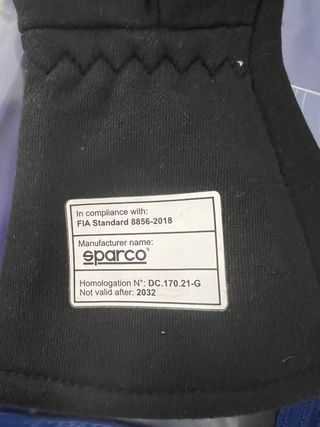 In compliance with:
FIA Standard 8856-2018
Manufacturer name:
sparco
Homologation N°: DC.170.21-G
Not valid after: 2032